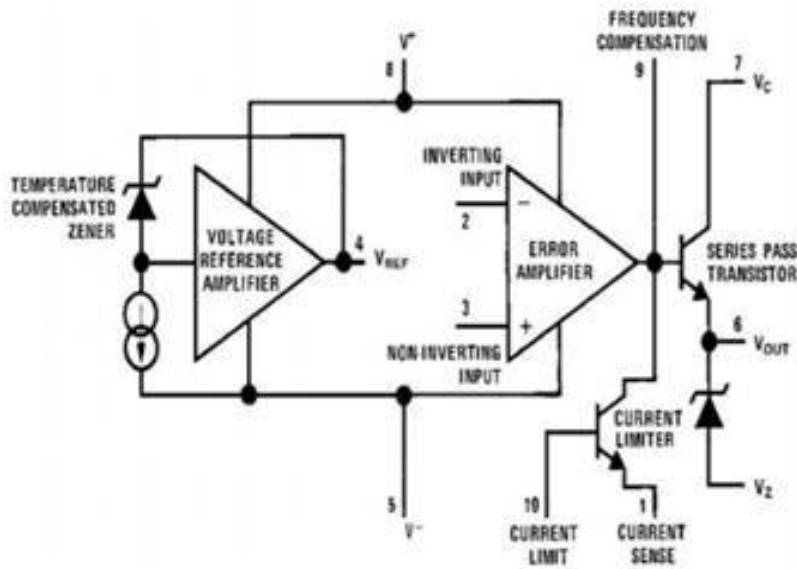 FREQUENCY
COMPENSATION
V+
8
9
7
VC
TEMPERATURE
COMPENSATED
ZENER
INVERTING
INPUT
2
−
VOLTAGE
REFERENCE
AMPLIFIER
4
VREF
ERROR
AMPLIFIER
SERIES PASS
TRANSISTOR
3
+
NON-INVERTING
INPUT
6
VOUT
CURRENT
LIMITER
5
V−
10
CURRENT
LIMIT
1
CURRENT
SENSE
VZ